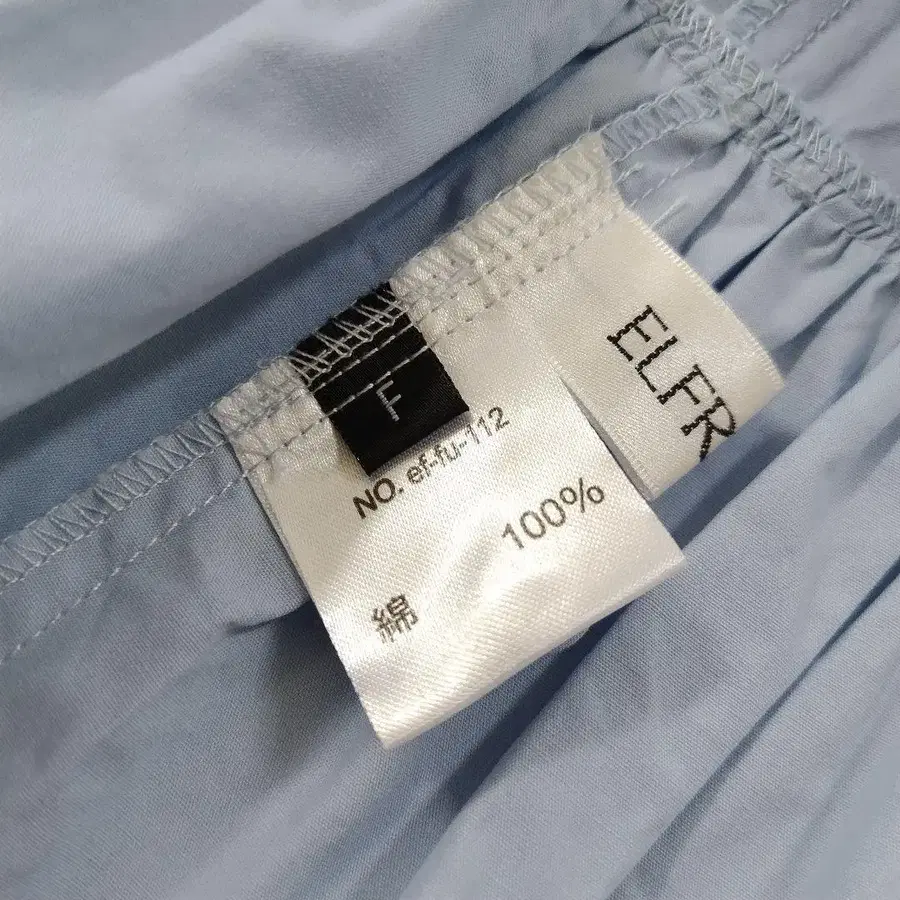 F
NO. ef-fu-112
綿 100%
ELFR